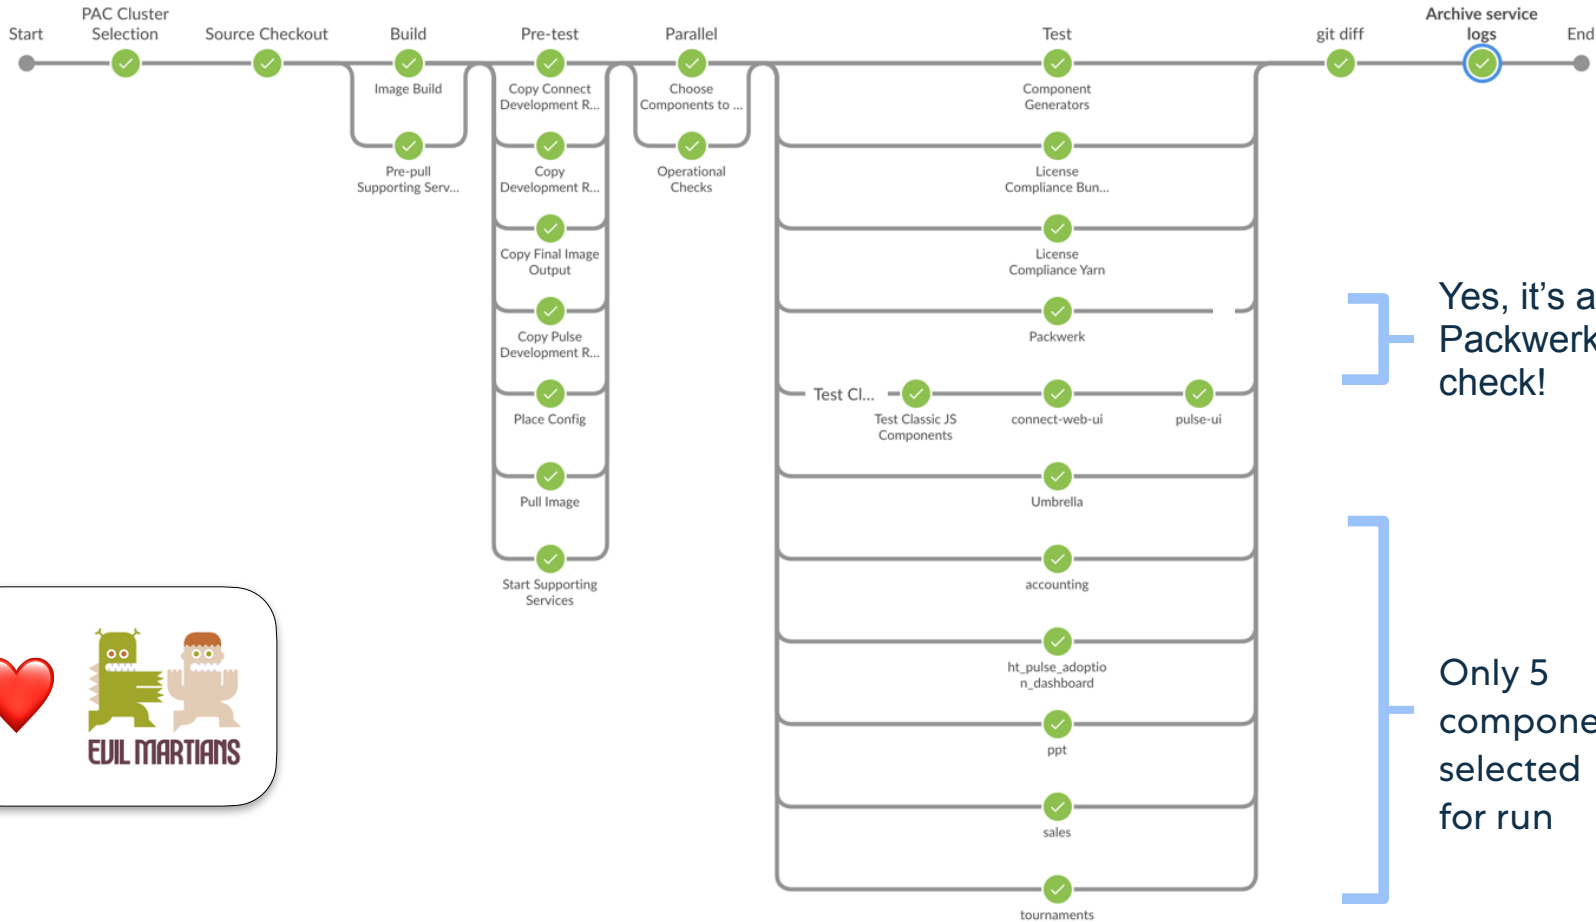 Start
PAC Cluster
Selection
Source Checkout
Build
Pre-test
Parallel
Test
git diff
Archive service
logs
End
Image Build
Pre-pull
Supporting Serv...
Copy Connect
Development R...
Copy
Development R...
Copy Final Image
Output
Copy Pulse
Development R...
Place Config
Pull Image
Start Supporting
Services
Choose
Components to ...
Operational
Checks
Component
Generators
License
Compliance Bun...
License
Compliance Yarn
Packwerk
Test Cl...
Test Classic JS
Components
connect-web-ui
pulse-ui
Umbrella
accounting
ht_pulse_adoptio
n_dashboard
ppt
sales
tournaments
Yes, it's a
Packwerk
check!
Only 5
compone
selected
for run
EVIL MARTIANS